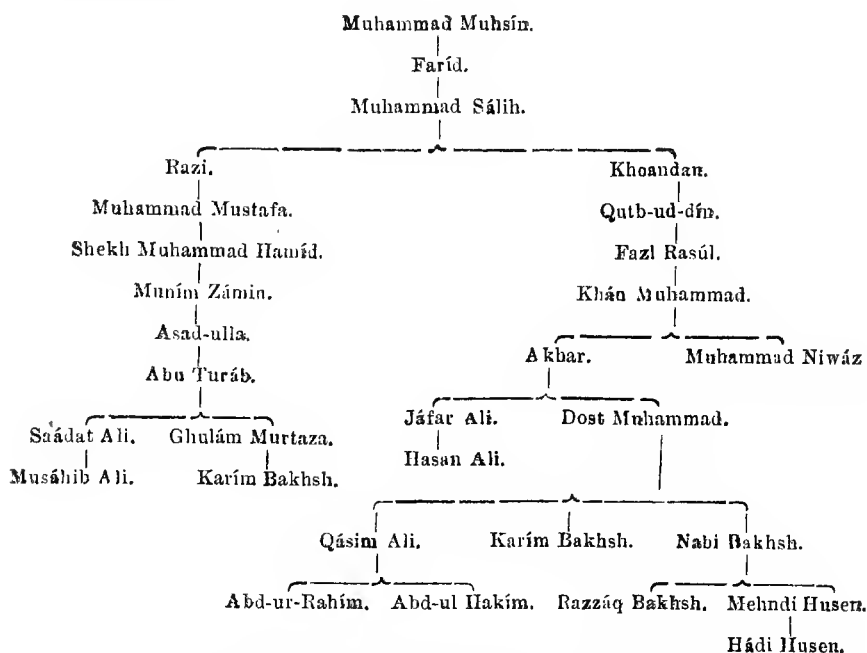 Muhammad Muhsín.
Faríd.
Muhammad Sálih.
Razi. Khoandan.
Muhammad Mustafa. Qutb-ud-dín.
Shekh Muhammad Hamíd. Fazl Rasúl.
Muním Zámin. Khán Muhammad.
Asad-ulla. Akbar. Muhammad Niwáz
Abu Turáb.
Saádat Ali. Ghulám Murtaza. Jáfar Ali. Dost Muhammad.
Musáhib Ali. Karím Bakhsh. Hasan Ali.
Qásim Ali. Karím Bakhsh. Nabi Bakhsh.
Abd-ur-Rahím. Abd-ul Hakím. Razzáq Bakhsh. Mehndi Husen.
Hádi Husen.